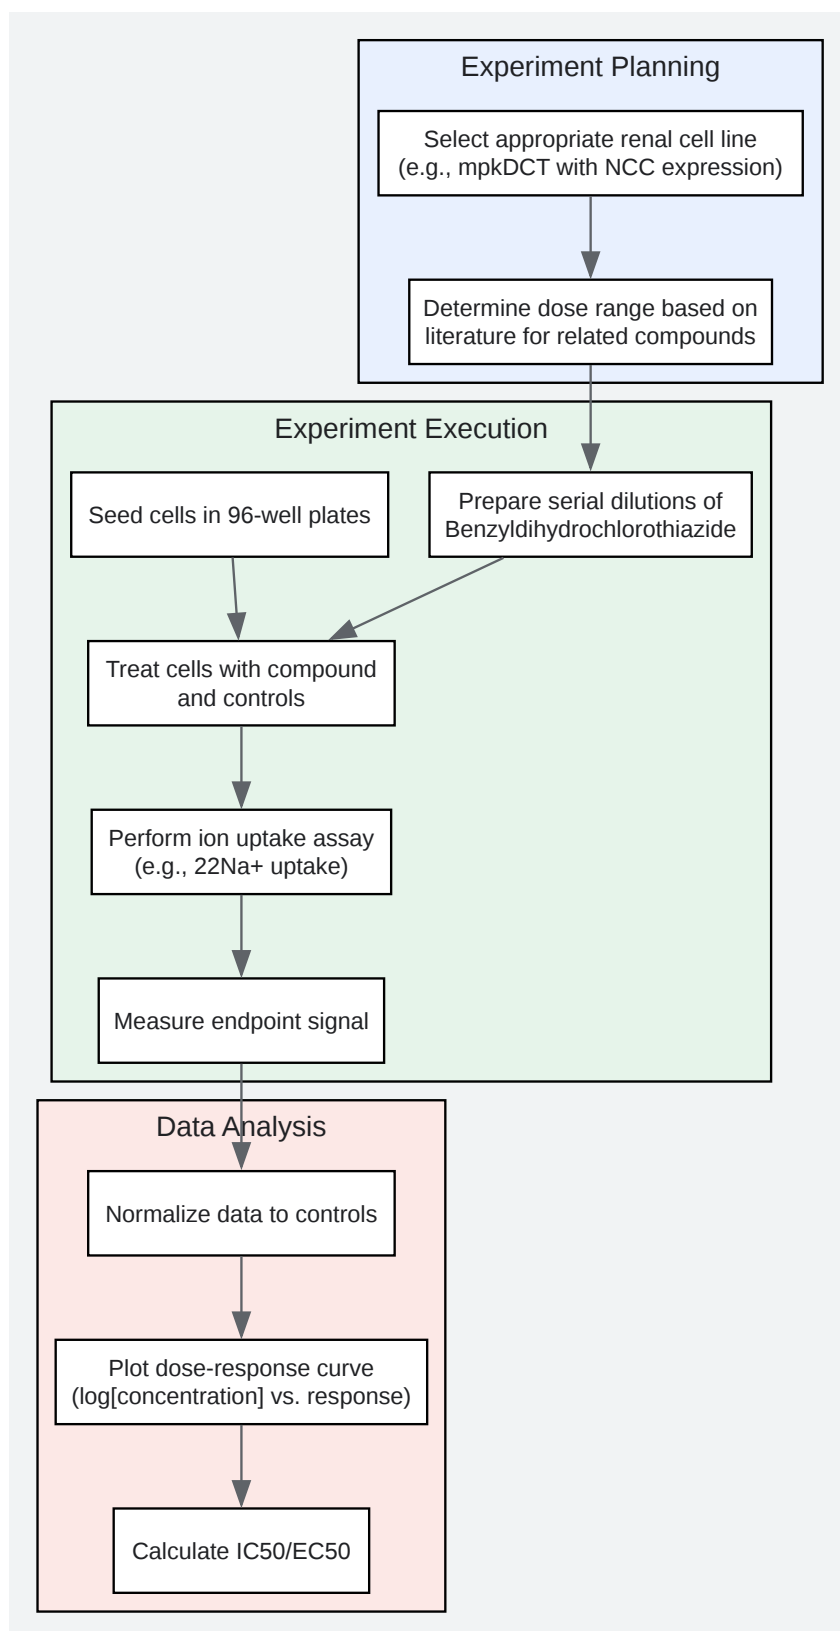 Experiment Planning
Select appropriate renal cell line
(e.g., mpkDCT with NCC expression)
Determine dose range based on
literature for related compounds
Experiment Execution
Seed cells in 96-well plates
Prepare serial dilutions of
Benzyldihydrochlorothiazide
Treat cells with compound
and controls
Perform ion uptake assay
(e.g., 22Na+ uptake)
Measure endpoint signal
Data Analysis
Normalize data to controls
Plot dose-response curve
(log[concentration] vs. response)
Calculate IC50/EC50